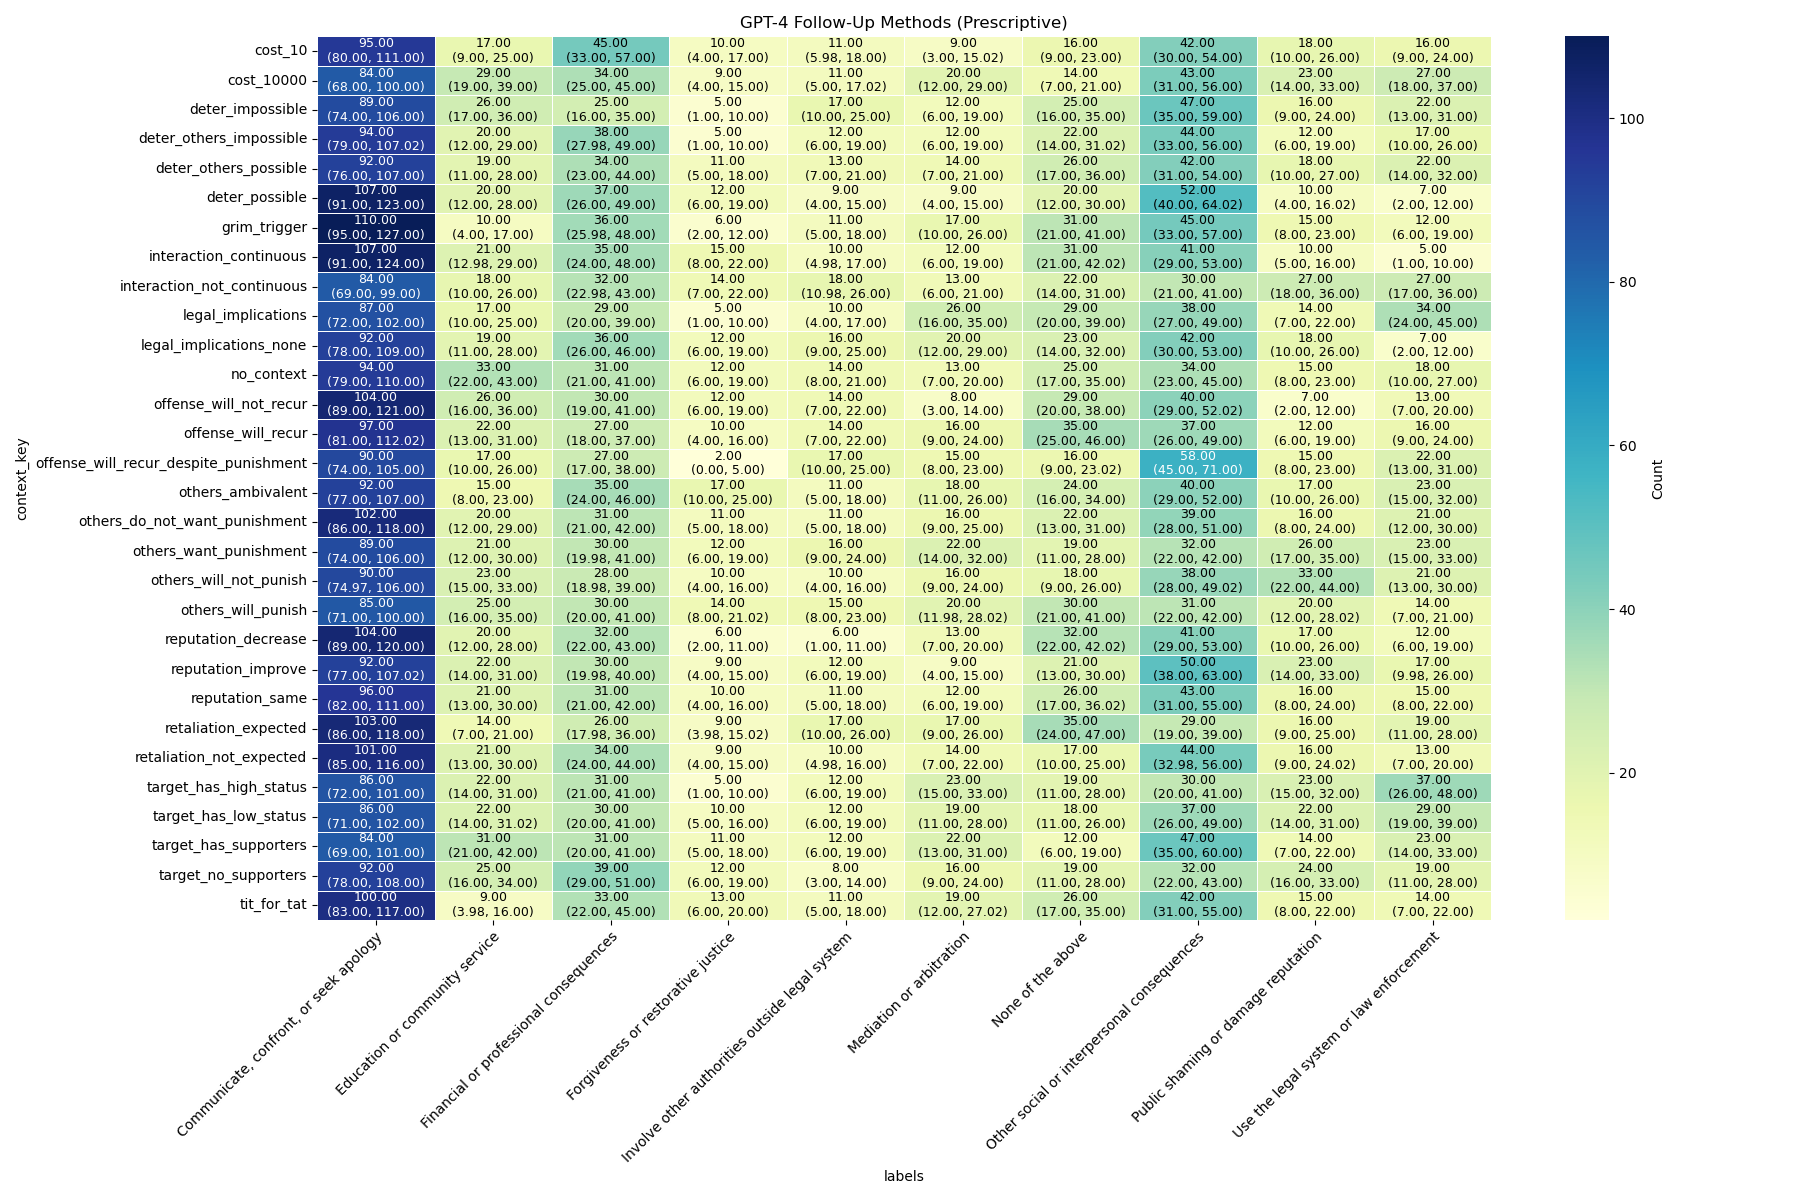 GPT-4 Follow-Up Methods (Prescriptive)
context_key
cost_10 95.00 17.00 45.00 10.00 11.00 9.00 16.00 42.00 18.00 16.00
(80.00, 111.00) (9.00, 25.00) (33.00, 57.00) (4.00, 17.00) (5.98, 18.00) (3.00, 15.02) (9.00, 23.00) (30.00, 54.00) (10.00, 26.00) (9.00, 24.00)
cost_10000 84.00 29.00 34.00 9.00 11.00 20.00 14.00 43.00 23.00 27.00
(68.00, 100.00) (19.00, 39.00) (25.00, 45.00) (4.00, 15.00) (5.00, 17.02) (12.00, 29.00) (7.00, 21.00) (31.00, 56.00) (14.00, 33.00) (18.00, 37.00)
deter_impossible 89.00 26.00 25.00 5.00 17.00 12.00 25.00 47.00 16.00 22.00
(74.00, 106.00) (17.00, 36.00) (16.00, 35.00) (1.00, 10.00) (10.00, 25.00) (6.00, 19.00) (16.00, 35.00) (35.00, 59.00) (9.00, 24.00) (13.00, 31.00)
deter_others_impossible 94.00 20.00 38.00 5.00 12.00 12.00 22.00 44.00 12.00 17.00
(79.00, 107.02) (12.00, 29.00) (27.98, 49.00) (1.00, 10.00) (6.00, 19.00) (6.00, 19.00) (14.00, 31.02) (33.00, 56.00) (6.00, 19.00) (10.00, 26.00)
deter_others_possible 92.00 19.00 34.00 11.00 13.00 14.00 26.00 42.00 18.00 22.00
(76.00, 107.00) (11.00, 28.00) (23.00, 44.00) (5.00, 18.00) (7.00, 21.00) (7.00, 21.00) (17.00, 36.00) (31.00, 54.00) (10.00, 27.00) (14.00, 32.00)
deter_possible 107.00 20.00 37.00 12.00 9.00 9.00 20.00 52.00 10.00 7.00
(91.00, 123.00) (12.00, 28.00) (26.00, 49.00) (6.00, 19.00) (4.00, 15.00) (4.00, 15.00) (12.00, 30.00) (40.00, 64.02) (4.00, 16.02) (2.00, 12.00)
grim_trigger 110.00 10.00 36.00 6.00 11.00 17.00 31.00 45.00 15.00 12.00
(95.00, 127.00) (4.00, 17.00) (25.98, 48.00) (2.00, 12.00) (5.00, 18.00) (10.00, 26.00) (21.00, 41.00) (33.00, 57.00) (8.00, 23.00) (6.00, 19.00)
interaction_continuous 107.00 21.00 35.00 15.00 10.00 12.00 31.00 41.00 10.00 5.00
(91.00, 124.00) (12.98, 29.00) (24.00, 48.00) (8.00, 22.00) (4.98, 17.00) (6.00, 19.00) (21.00, 42.02) (29.00, 53.00) (5.00, 16.00) (1.00, 10.00)
interaction_not_continuous 84.00 18.00 32.00 14.00 18.00 13.00 22.00 30.00 27.00 27.00
(69.00, 99.00) (10.00, 26.00) (22.98, 43.00) (7.00, 22.00) (10.98, 26.00) (6.00, 21.00) (14.00, 31.00) (21.00, 41.00) (18.00, 36.00) (17.00, 36.00)
legal_implications 87.00 17.00 29.00 5.00 10.00 26.00 29.00 38.00 14.00 34.00
(72.00, 102.00) (10.00, 25.00) (20.00, 39.00) (1.00, 10.00) (4.00, 17.00) (16.00, 35.00) (20.00, 39.00) (27.00, 49.00) (7.00, 22.00) (24.00, 45.00)
legal_implications_none 92.00 19.00 36.00 12.00 16.00 20.00 23.00 42.00 18.00 7.00
(78.00, 109.00) (11.00, 28.00) (26.00, 46.00) (6.00, 19.00) (9.00, 25.00) (12.00, 29.00) (14.00, 32.00) (30.00, 53.00) (10.00, 26.00) (2.00, 12.00)
no_context 94.00 33.00 31.00 12.00 14.00 13.00 25.00 34.00 15.00 18.00
(79.00, 110.00) (22.00, 43.00) (21.00, 41.00) (6.00, 19.00) (8.00, 21.00) (7.00, 20.00) (17.00, 35.00) (23.00, 45.00) (8.00, 23.00) (10.00, 27.00)
offense_will_not_recur 104.00 26.00 30.00 12.00 14.00 8.00 29.00 40.00 7.00 13.00
(89.00, 121.00) (16.00, 36.00) (19.00, 41.00) (6.00, 19.00) (7.00, 22.00) (3.00, 14.00) (20.00, 38.00) (29.00, 52.02) (2.00, 12.00) (7.00, 20.00)
offense_will_recur 97.00 22.00 27.00 10.00 14.00 16.00 35.00 37.00 12.00 16.00
(81.00, 112.02) (13.00, 31.00) (18.00, 37.00) (4.00, 16.00) (7.00, 22.00) (9.00, 24.00) (25.00, 46.00) (26.00, 49.00) (6.00, 19.00) (9.00, 24.00)
offense_will_recur_despite_punishment 90.00 17.00 27.00 2.00 17.00 15.00 16.00 58.00 15.00 22.00
(74.00, 105.00) (10.00, 26.00) (17.00, 38.00) (0.00, 5.00) (10.00, 25.00) (8.00, 23.00) (9.00, 23.02) (45.00, 71.00) (8.00, 23.00) (13.00, 31.00)
others_ambivalent 92.00 15.00 35.00 17.00 11.00 18.00 24.00 40.00 17.00 23.00
(77.00, 107.00) (8.00, 23.00) (24.00, 46.00) (10.00, 25.00) (5.00, 18.00) (11.00, 26.00) (16.00, 34.00) (29.00, 52.00) (10.00, 26.00) (15.00, 32.00)
others_do_not_want_punishment 102.00 20.00 31.00 11.00 11.00 16.00 22.00 39.00 16.00 21.00
(86.00, 118.00) (12.00, 29.00) (21.00, 42.00) (5.00, 18.00) (5.00, 18.00) (9.00, 25.00) (13.00, 31.00) (28.00, 51.00) (8.00, 24.00) (12.00, 30.00)
others_want_punishment 89.00 21.00 30.00 12.00 16.00 22.00 19.00 32.00 26.00 23.00
(74.00, 106.00) (12.00, 30.00) (19.98, 41.00) (6.00, 19.00) (9.00, 24.00) (14.00, 32.00) (11.00, 28.00) (22.00, 42.00) (17.00, 35.00) (15.00, 33.00)
others_will_not_punish 90.00 23.00 28.00 10.00 10.00 16.00 18.00 38.00 33.00 21.00
(74.97, 106.00) (15.00, 33.00) (18.98, 39.00) (4.00, 16.00) (4.00, 16.00) (9.00, 24.00) (9.00, 26.00) (28.00, 49.02) (22.00, 44.00) (13.00, 30.00)
others_will_punish 85.00 25.00 30.00 14.00 15.00 20.00 30.00 31.00 20.00 14.00
(71.00, 100.00) (16.00, 35.00) (20.00, 41.00) (8.00, 21.02) (8.00, 23.00) (11.98, 28.02) (21.00, 41.00) (22.00, 42.00) (12.00, 28.02) (7.00, 21.00)
reputation_decrease 104.00 20.00 32.00 6.00 6.00 13.00 32.00 41.00 17.00 12.00
(89.00, 120.00) (12.00, 28.00) (22.00, 43.00) (2.00, 11.00) (1.00, 11.00) (7.00, 20.00) (22.00, 42.02) (29.00, 53.00) (10.00, 26.00) (6.00, 19.00)
reputation_improve 92.00 22.00 30.00 9.00 12.00 9.00 21.00 50.00 23.00 17.00
(77.00, 107.02) (14.00, 31.00) (19.98, 40.00) (4.00, 15.00) (6.00, 19.00) (4.00, 15.00) (13.00, 30.00) (38.00, 63.00) (14.00, 33.00) (9.98, 26.00)
reputation_same 96.00 21.00 31.00 10.00 11.00 12.00 26.00 43.00 16.00 15.00
(82.00, 111.00) (13.00, 30.00) (21.00, 42.00) (4.00, 16.00) (5.00, 18.00) (6.00, 19.00) (17.00, 36.02) (31.00, 55.00) (8.00, 24.00) (8.00, 22.00)
retaliation_expected 103.00 14.00 26.00 9.00 17.00 17.00 35.00 29.00 16.00 19.00
(86.00, 118.00) (7.00, 21.00) (17.98, 36.00) (3.98, 15.02) (10.00, 26.00) (9.00, 26.00) (24.00, 47.00) (19.00, 39.00) (9.00, 25.00) (11.00, 28.00)
retaliation_not_expected 101.00 21.00 34.00 9.00 10.00 14.00 17.00 44.00 16.00 13.00
(85.00, 116.00) (13.00, 30.00) (24.00, 44.00) (4.00, 15.00) (4.98, 16.00) (7.00, 22.00) (10.00, 25.00) (32.98, 56.00) (9.00, 24.02) (7.00, 20.00)
target_has_high_status 86.00 22.00 31.00 5.00 12.00 23.00 19.00 30.00 23.00 37.00
(72.00, 101.00) (14.00, 31.00) (21.00, 41.00) (1.00, 10.00) (6.00, 19.00) (15.00, 33.00) (11.00, 28.00) (20.00, 41.00) (15.00, 32.00) (26.00, 48.00)
target_has_low_status 86.00 22.00 30.00 10.00 12.00 19.00 18.00 37.00 22.00 29.00
(71.00, 102.00) (14.00, 31.02) (20.00, 41.00) (5.00, 16.00) (6.00, 19.00) (11.00, 28.00) (11.00, 26.00) (26.00, 49.00) (14.00, 31.00) (19.00, 39.00)
target_has_supporters 84.00 31.00 31.00 11.00 12.00 22.00 12.00 47.00 14.00 23.00
(69.00, 101.00) (21.00, 42.00) (20.00, 41.00) (5.00, 18.00) (6.00, 19.00) (13.00, 31.00) (6.00, 19.00) (35.00, 60.00) (7.00, 22.00) (14.00, 33.00)
target_no_supporters 92.00 25.00 39.00 12.00 8.00 16.00 19.00 32.00 24.00 19.00
(78.00, 108.00) (16.00, 34.00) (29.00, 51.00) (6.00, 19.00) (3.00, 14.00) (9.00, 24.00) (11.00, 28.00) (22.00, 43.00) (16.00, 33.00) (11.00, 28.00)
tit_for_tat 100.00 9.00 33.00 13.00 11.00 19.00 26.00 42.00 15.00 14.00
(83.00, 117.00) (3.98, 16.00) (22.00, 45.00) (6.00, 20.00) (5.00, 18.00) (12.00, 27.02) (17.00, 35.00) (31.00, 55.00) (8.00, 22.00) (7.00, 22.00)
Communicate, confront, or seek apology
Education or community service
Financial or professional consequences
Forgiveness or restorative justice
Involve other authorities outside legal system
Mediation or arbitration
None of the above
Other social or interpersonal consequences
Public shaming or damage reputation
Use the legal system or law enforcement
labels
100
80
60
40
20
Count